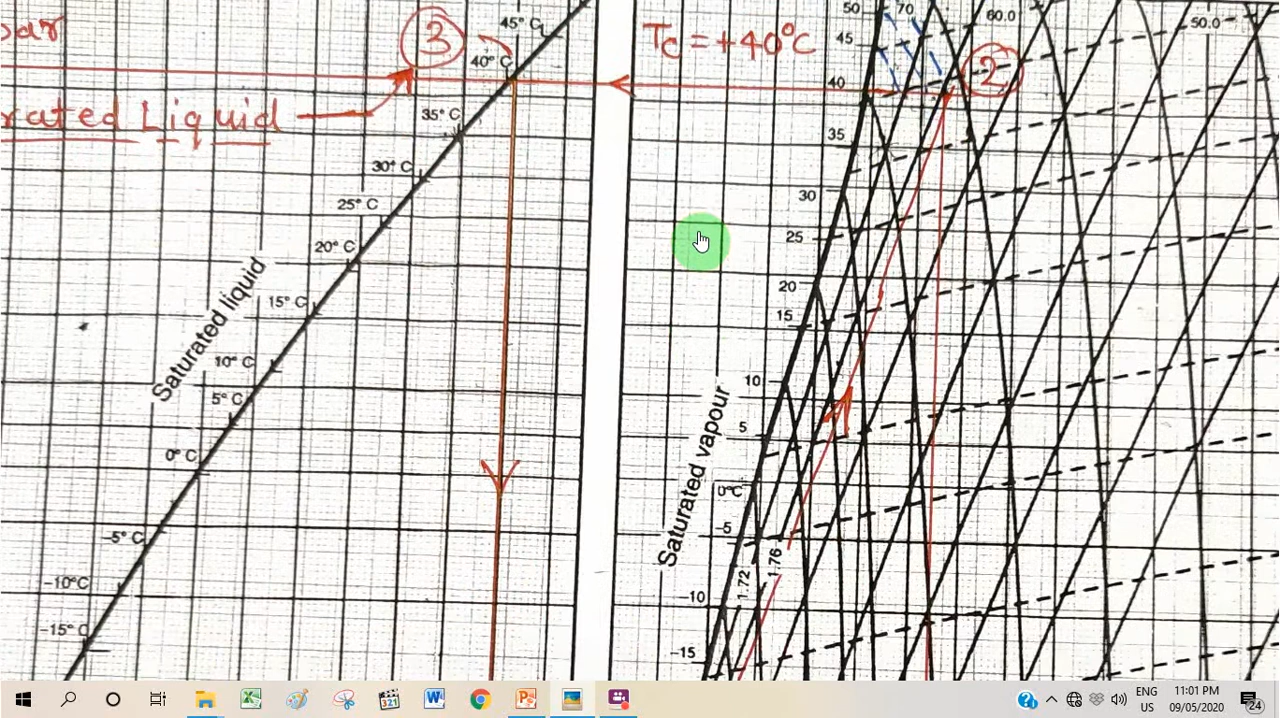 bar
rated Liquid
3
Tc = +40°C
2
45° C
40° C
35° C
30° C
25° C
20° C
15° C
10° C
5° C
0° C
-5° C
-10°C
-15° C
Saturated liquid
50
70
60.0
50.0
45
40
35
30
25
20
15
10
5
0°C
-5
-10
-15
Saturated vapour
1.72
1.76
ENG
US
11:01 PM
09/05/2020
24